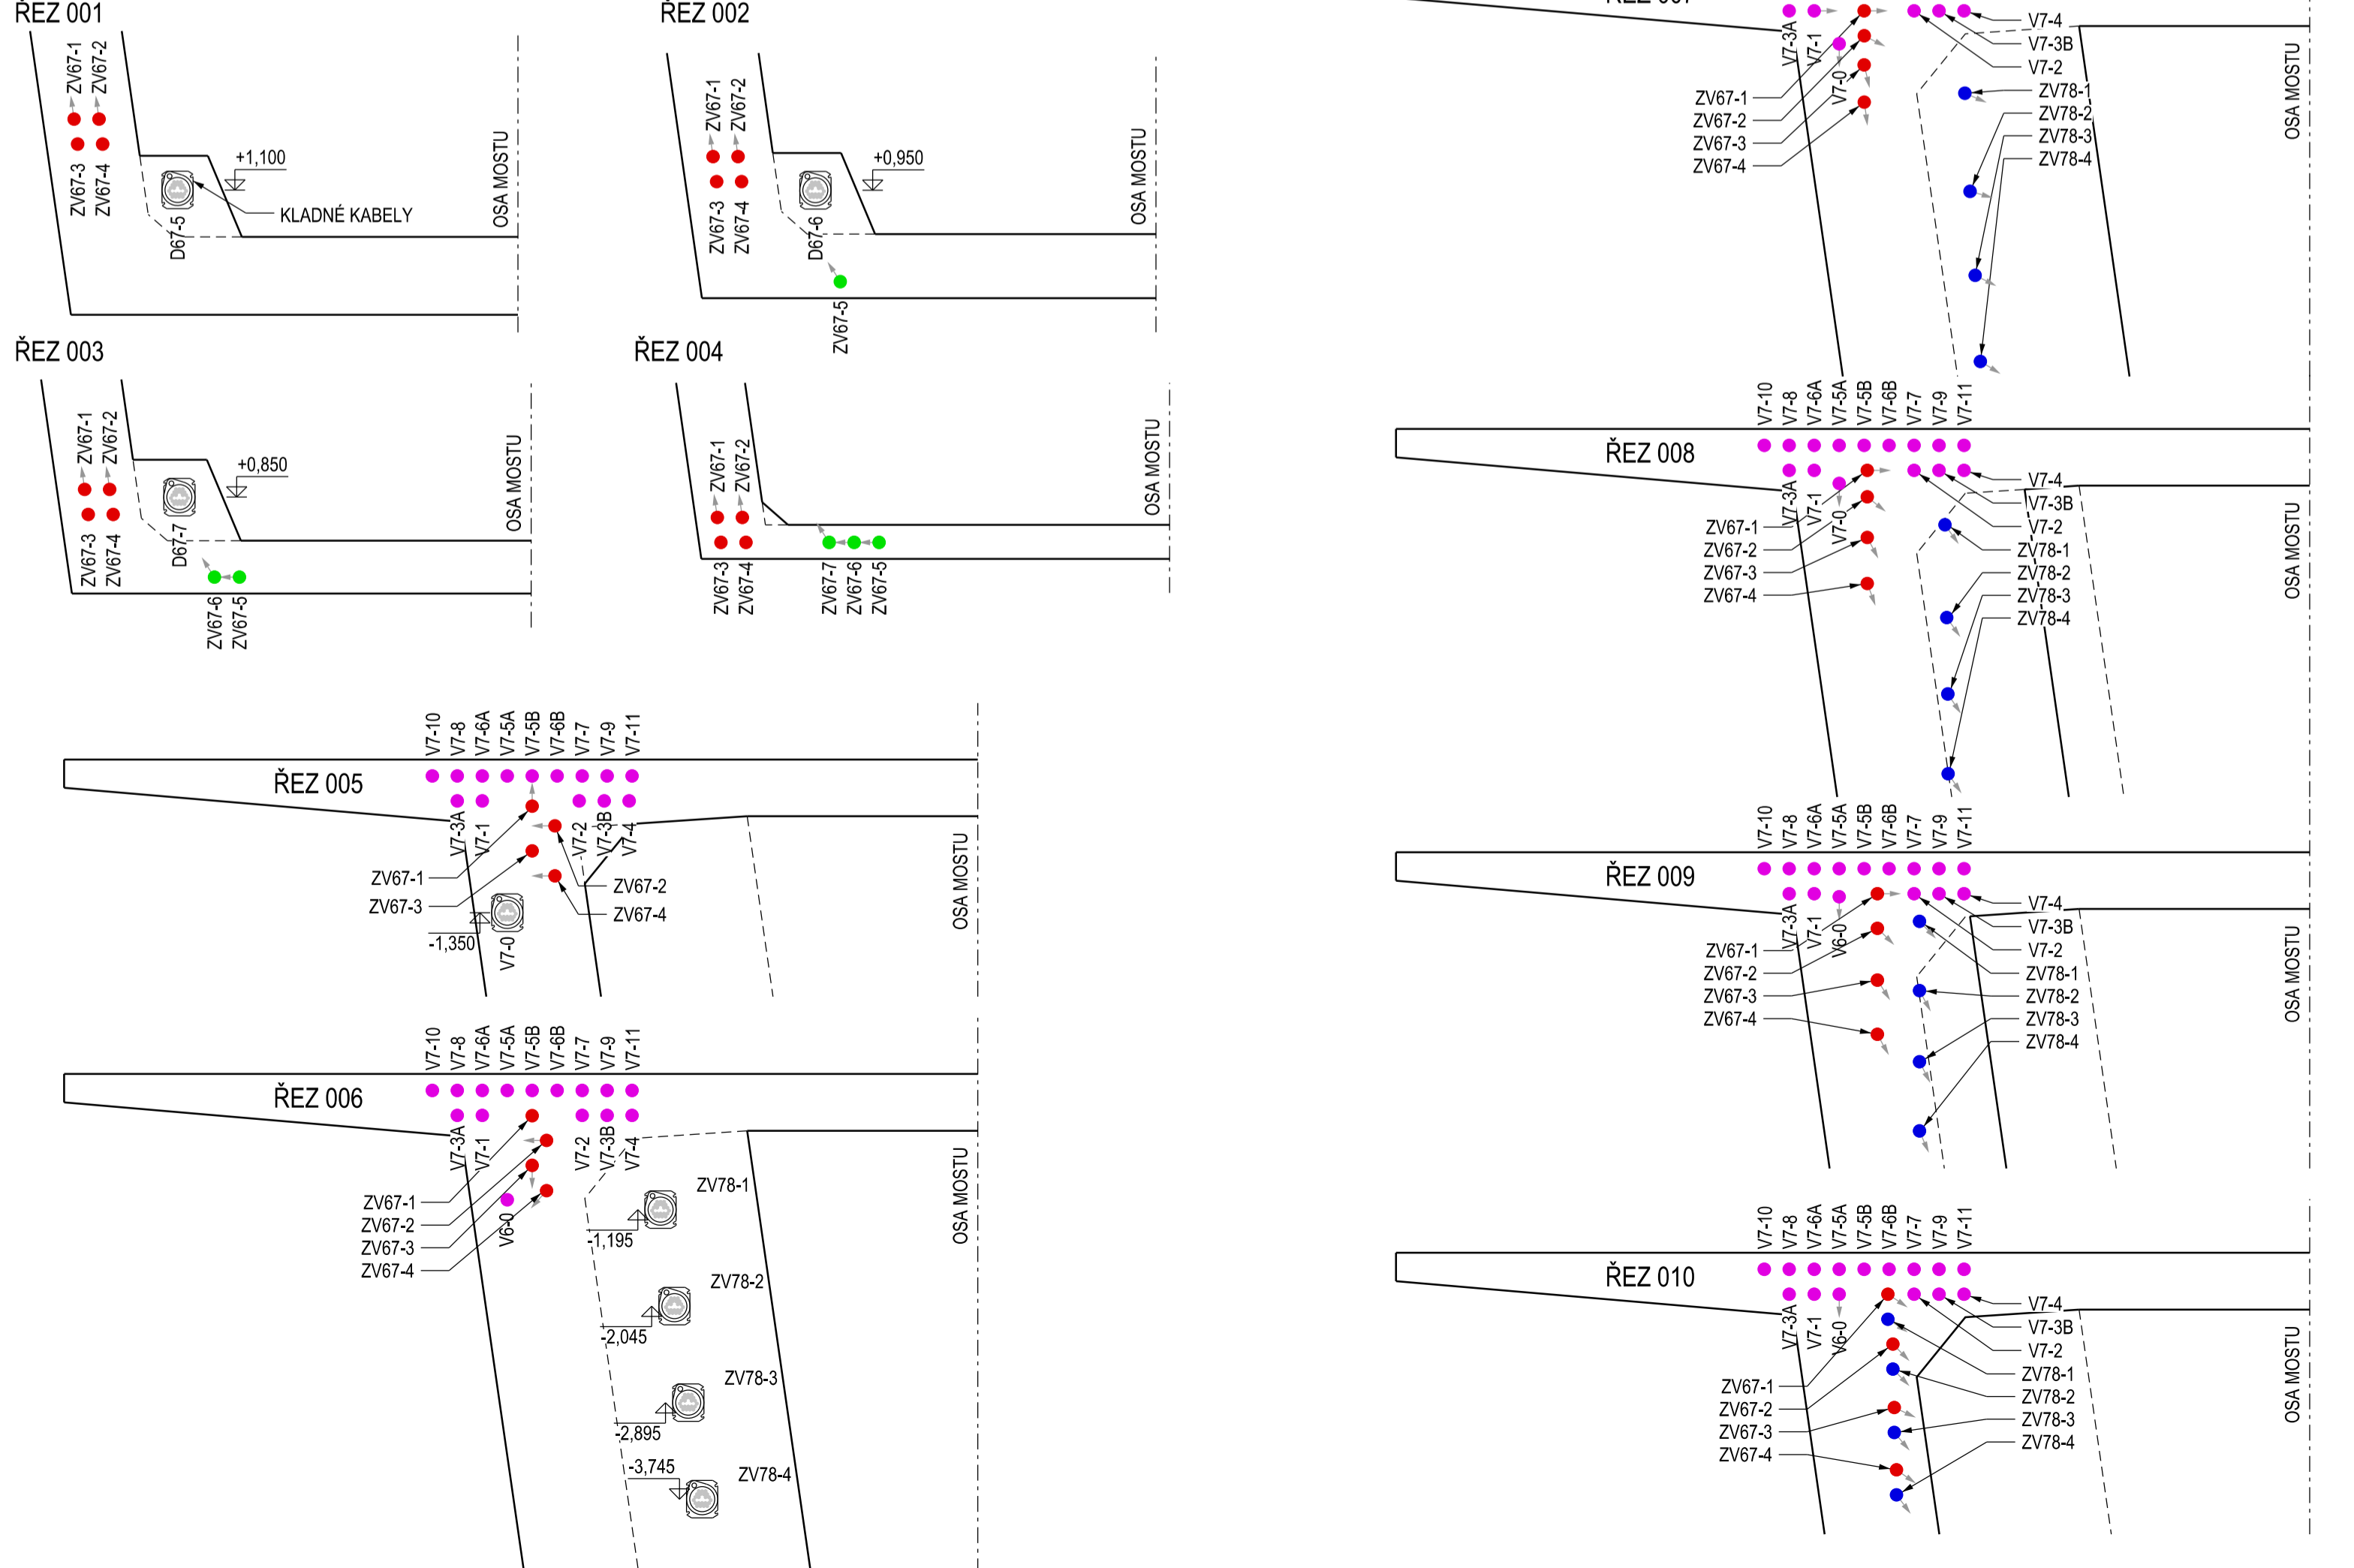 ŘEZ 001
ZV67-1
ZV67-2
ZV67-3
ZV67-4
+1,100
KLADNÉ KABELY
D67-5
OSA MOSTU
ŘEZ 002
ZV67-1
ZV67-2
ZV67-3
ZV67-4
+0,950
D67-6
ZV67-5
OSA MOSTU
ŘEZ 003
ZV67-1
ZV67-2
ZV67-3
ZV67-4
+0,850
D67-7
ZV67-6
ZV67-5
OSA MOSTU
ŘEZ 004
ZV67-1
ZV67-2
ZV67-3
ZV67-4
ZV67-7
ZV67-6
ZV67-5
OSA MOSTU
V7-10
V7-8
V7-6A
V7-5A
V7-5B
V7-6B
V7-7
V7-9
V7-11
ŘEZ 005
V7-3A
V7-1
V7-2
V7-3B
V7-4
ZV67-1
ZV67-3
ZV67-2
ZV67-4
-1,350
V7-0
OSA MOSTU
V7-10
V7-8
V7-6A
V7-5A
V7-5B
V7-6B
V7-7
V7-9
V7-11
ŘEZ 006
V7-3A
V7-1
V7-2
V7-3B
V7-4
ZV67-1
ZV67-2
ZV67-3
ZV67-4
V6-0
ZV78-1
-1,195
ZV78-2
-2,045
ZV78-3
-2,895
-3,745
ZV78-4
OSA MOSTU
V7-3A
V7-1
V7-0
V7-4
V7-3B
V7-2
ZV78-1
ZV78-2
ZV78-3
ZV78-4
ZV67-1
ZV67-2
ZV67-3
ZV67-4
OSA MOSTU
V7-10
V7-8
V7-6A
V7-5A
V7-5B
V7-6B
V7-7
V7-9
V7-11
ŘEZ 008
V7-3A
V7-1
V7-0
V7-4
V7-3B
V7-2
ZV78-1
ZV78-2
ZV78-3
ZV78-4
ZV67-1
ZV67-2
ZV67-3
ZV67-4
OSA MOSTU
V7-10
V7-8
V7-6A
V7-5A
V7-5B
V7-6B
V7-7
V7-9
V7-11
ŘEZ 009
V7-3A
V7-1
V6-0
V7-4
V7-3B
V7-2
ZV78-1
ZV78-2
ZV78-3
ZV78-4
ZV67-1
ZV67-2
ZV67-3
ZV67-4
OSA MOSTU
V7-10
V7-8
V7-6A
V7-5A
V7-5B
V7-6B
V7-7
V7-9
V7-11
ŘEZ 010
V7-3A
V7-1
V6-0
V7-4
V7-3B
V7-2
ZV78-1
ZV78-2
ZV78-3
ZV78-4
ZV67-1
ZV67-2
ZV67-3
ZV67-4
OSA MOSTU